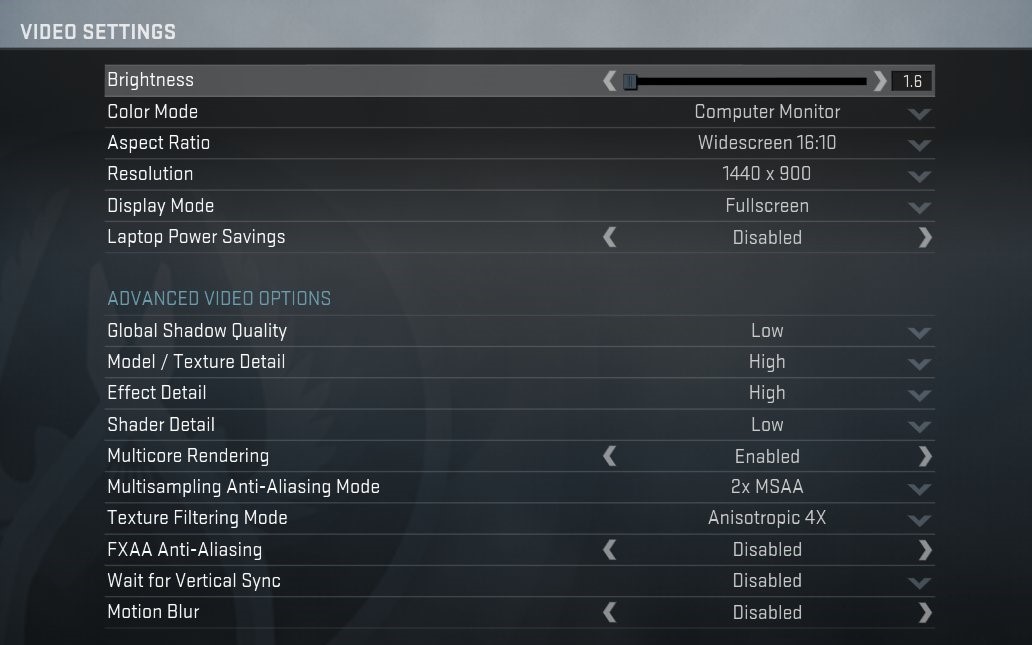 VIDEO SETTINGS
Brightness 1.6
Color Mode Computer Monitor
Aspect Ratio Widescreen 16:10
Resolution 1440 x 900
Display Mode Fullscreen
Laptop Power Savings Disabled
ADVANCED VIDEO OPTIONS
Global Shadow Quality Low
Model / Texture Detail High
Effect Detail High
Shader Detail Low
Multicore Rendering Enabled
Multisampling Anti-Aliasing Mode 2x MSAA
Texture Filtering Mode Anisotropic 4X
FXAA Anti-Aliasing Disabled
Wait for Vertical Sync Disabled
Motion Blur Disabled